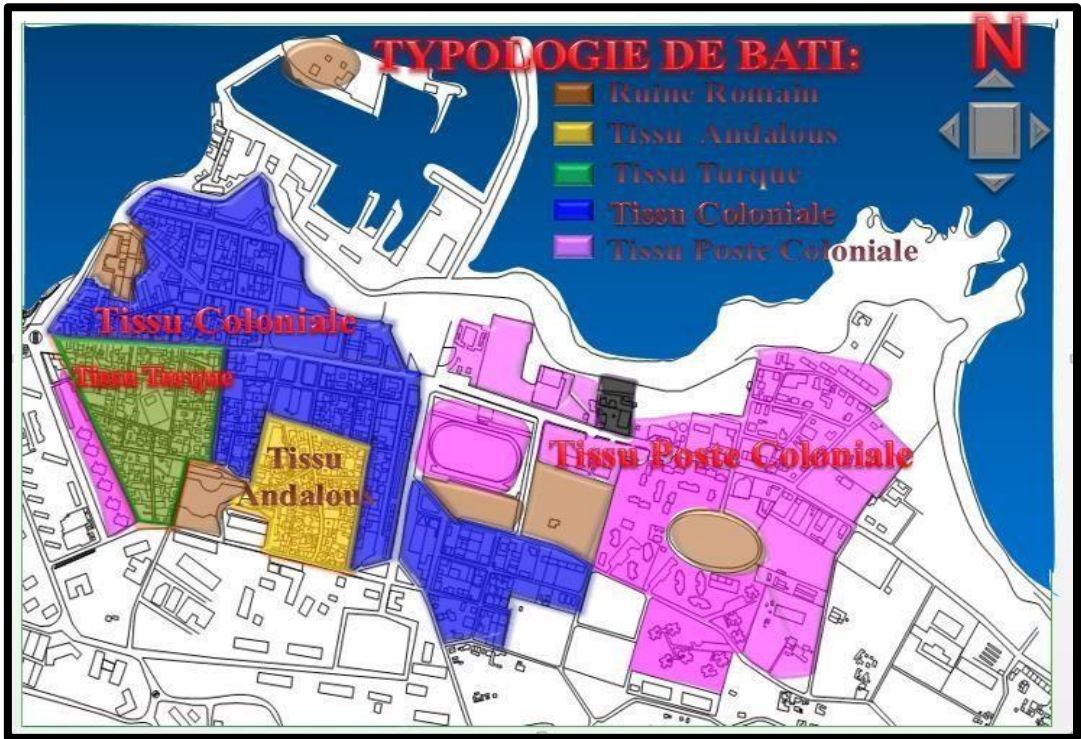 TYPOLOGIE DE BATI:
N
Ruine Romain
Tissu Andalous
Tissu Turque
Tissu Coloniale
Tissu Poste Coloniale
Tissu Coloniale
Tissu Turque
Tissu
Andalous
Tissu Poste Coloniale